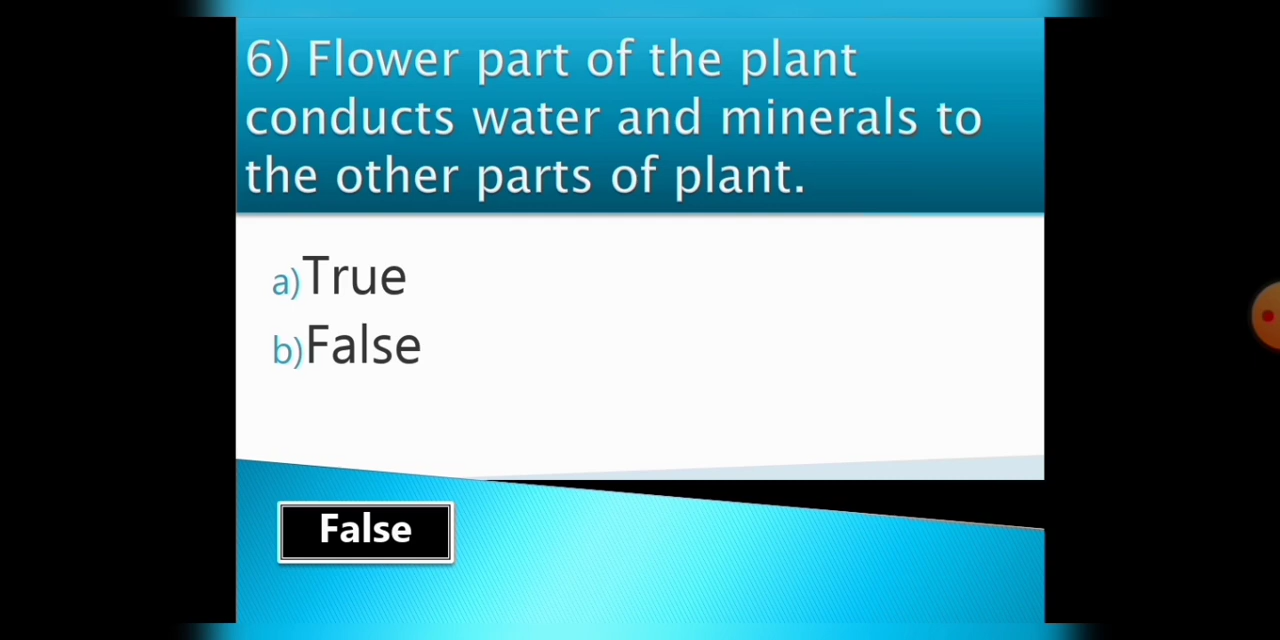 6) Flower part of the plant
conducts water and minerals to
the other parts of plant.
a)True
b)False
False